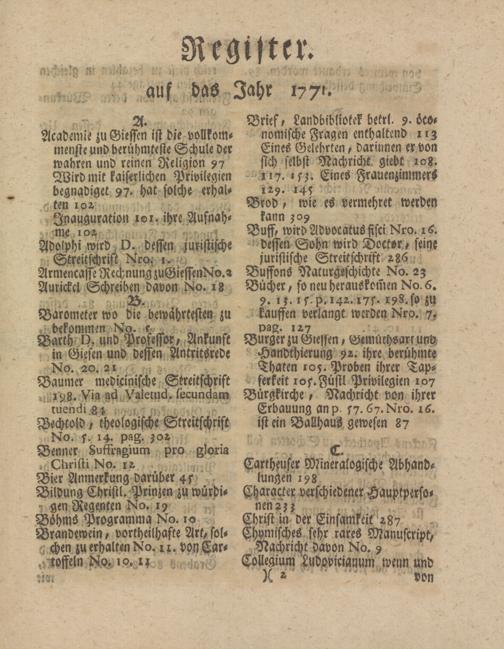 Register.
auf das Jahr 1771.
A.
Academie zu Giessen ist die vollkom-
menste und berühmteste Schule der
wahren und reinen Religion 97
Wird mit kaiserlichen Privilegien
begnadiget 97. hat solche erhal-
ten 102
Inauguration 101. ihre Aufnah-
me 102
Adolphi wird D. dessen juristische
Streitschrift Nro. 1.
Armencasse Rechnung zu Giessen No. 2
Aurickel Schreiben davon No. 18
B.
Barometer wo die bewährtesten zu
bekommen No. 5
Barth D. und Professor, Ankunft
in Giesen und dessen Antritsrede
No. 20. 21
Baumer medicinische Streitschrift
198. Via ad Valetud. secundam
tuendi 84
Bechtold, theologische Streitschrift
No. 5. 14. pag. 302
Benner Suffragium pro gloria
Christi No. 12
Bier Anmerkung darüber 45
Bildung Christl. Prinzen zu würdi-
gen Regenten No. 19
Böhms Programma No. 10
Brandewein, vortheilhafte Art, sol-
chen zu erhalten No. 11. von Car-
toffeln No. 10. 11
Brief, Landbibliotek betrl. 9. öco-
nomische Fragen enthaltend 113
Eines Gelehrten, darinnen er von
sich selbst Nachricht giebt 108.
117. 153. Eines Frauenzimmers
129. 145
Brod, wie es vermehret werden
kann 309
Buff, wird Advocatus fisci Nro. 16.
dessen Sohn wird Doctor, seine
juristische Streitschrift 286
Buffons Naturgeschichte No. 23
Bücher, so neu herauskom̃en No. 6.
9. 13. 15. p. 142. 175. 198. so zu
kauffen verlangt werden Nro. 7.
pag. 127
Burger zu Giessen, Gemüthsart und
Handthierung 92. ihre berühmte
Thaten 105. Proben ihrer Tap-
ferkeit 105. Fürstl Privilegien 107
Burgkirche, Nachricht von ihrer
Erbauung an p. 57. 67. Nro. 16.
ist ein Ballhaus gewesen 87
C.
Cartheuser Mineralogische Abhand-
lungen 198
Character verschiedener Hauptperso-
nen 233
Christ in der Einsamkeit 287
Chymisches sehr rares Manuscript,
Nachricht davon No. 9
Collegium Ludovicianum wenn und
)( 2
von